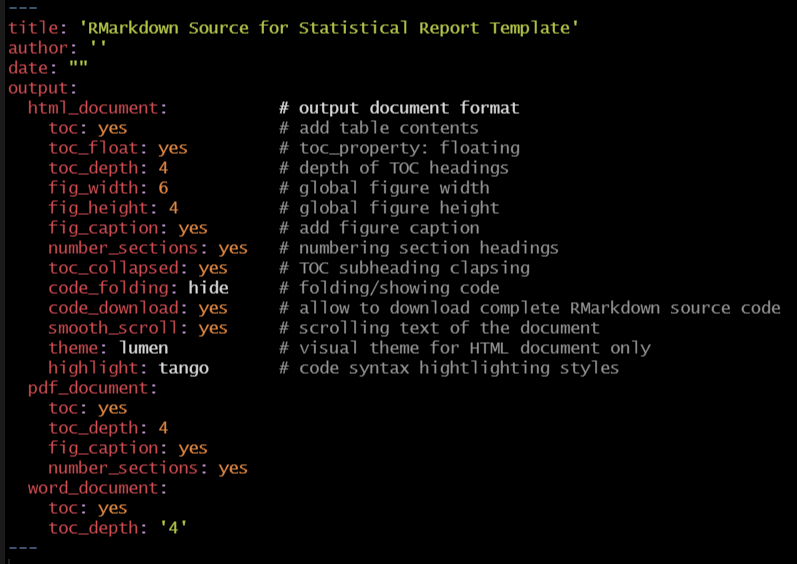 ---
title: 'RMarkdown Source for Statistical Report Template'
author: ''
date: ""
output:
  html_document:           # output document format
    toc: yes               # add table contents
    toc_float: yes         # toc_property: floating
    toc_depth: 4           # depth of TOC headings
    fig_width: 6           # global figure width
    fig_height: 4          # global figure height
    fig_caption: yes       # add figure caption
    number_sections: yes   # numbering section headings
    toc_collapsed: yes     # TOC subheading clapsing
    code_folding: hide     # folding/showing code
    code_download: yes     # allow to download complete RMarkdown source code
    smooth_scroll: yes     # scrolling text of the document
    theme: lumen           # visual theme for HTML document only
    highlight: tango       # code syntax hightlighting styles
  pdf_document:
    toc: yes
    toc_depth: 4
    fig_caption: yes
    number_sections: yes
  word_document:
    toc: yes
    toc_depth: '4'
---